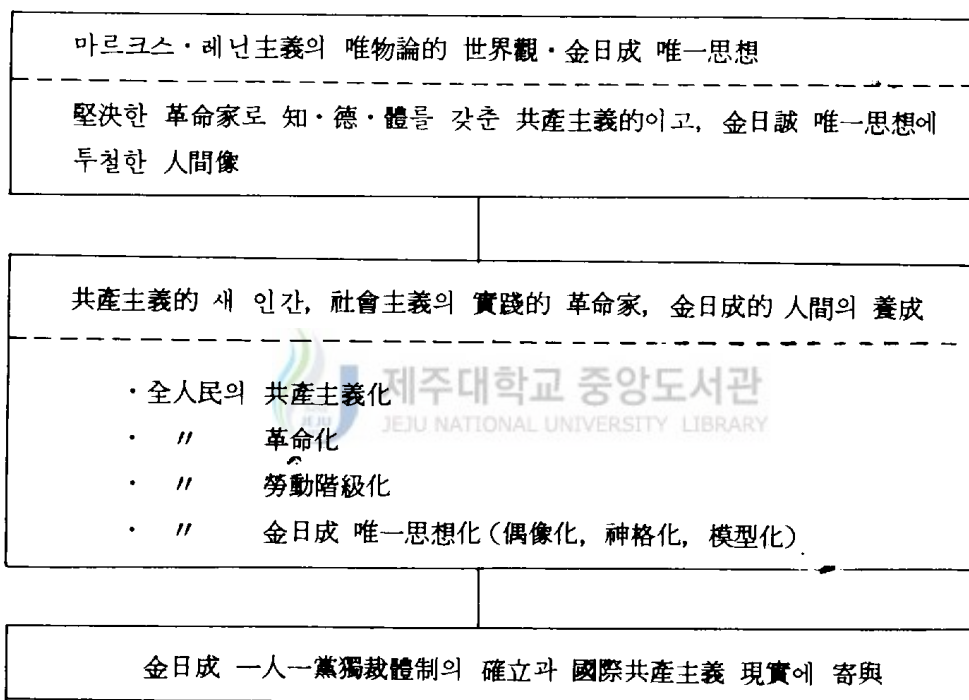 마르크스·레닌主義의 唯物論的 世界觀·金日成 唯一思想
堅決한 革命家로 知·德·體를 갖춘 共產主義的이고, 金日誠 唯一思想에
투철한 人間像
共產主義的 새 인간, 社會主義의 實踐的 革命家, 金日成的 人間의 養成
·全人民의 共產主義化
· 〃 革命化
· 〃 勞動階級化
· 〃 金日成 唯一思想化(偶像化, 神格化, 模型化)
제주대학교 중앙도서관
JEJU NATIONAL UNIVERSITY LIBRARY
JEJU
金日成 一人一黨獨裁體制의 確立과 國際共產主義 現實에 寄與